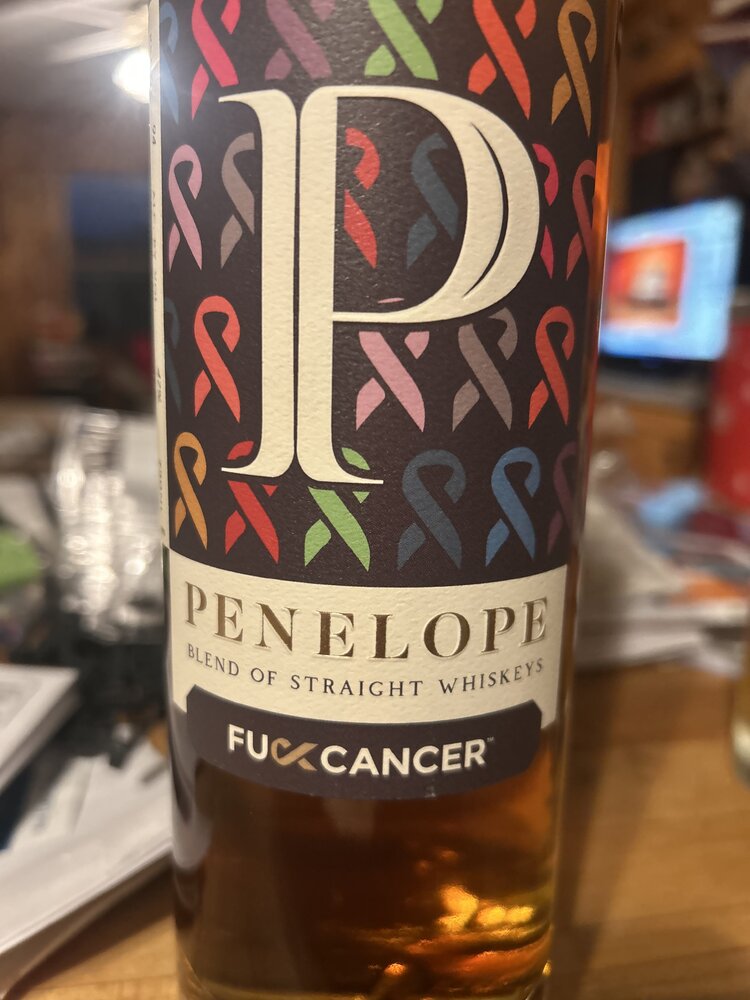 P
PENELOPE
BLEND OF STRAIGHT WHISKEYS
FUCKCANCER™